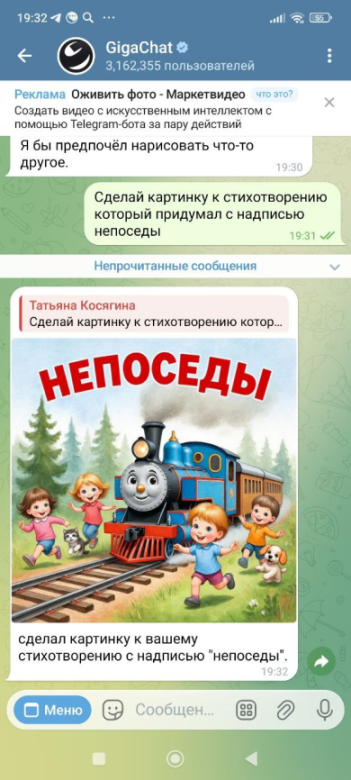 19:32
95
GigaChat
3,162,355 пользователей
Реклама Оживить фото - Маркетвидео что это?
Создать видео с искусственным интеллектом с
помощью Telegram-бота за пару действий
Я бы предпочёл нарисовать что-то
другое.
19:30
Сделай картинку к стихотворению
который придумал с надписью
непоседы
19:31
Непрочитанные сообщения
Татьяна Косягина
Сделай картинку к стихотворению котор...
НЕПОСЕДЫ
сделал картинку к вашему
стихотворению с надписью "непоседы".
19:32
Меню
Сообщен...